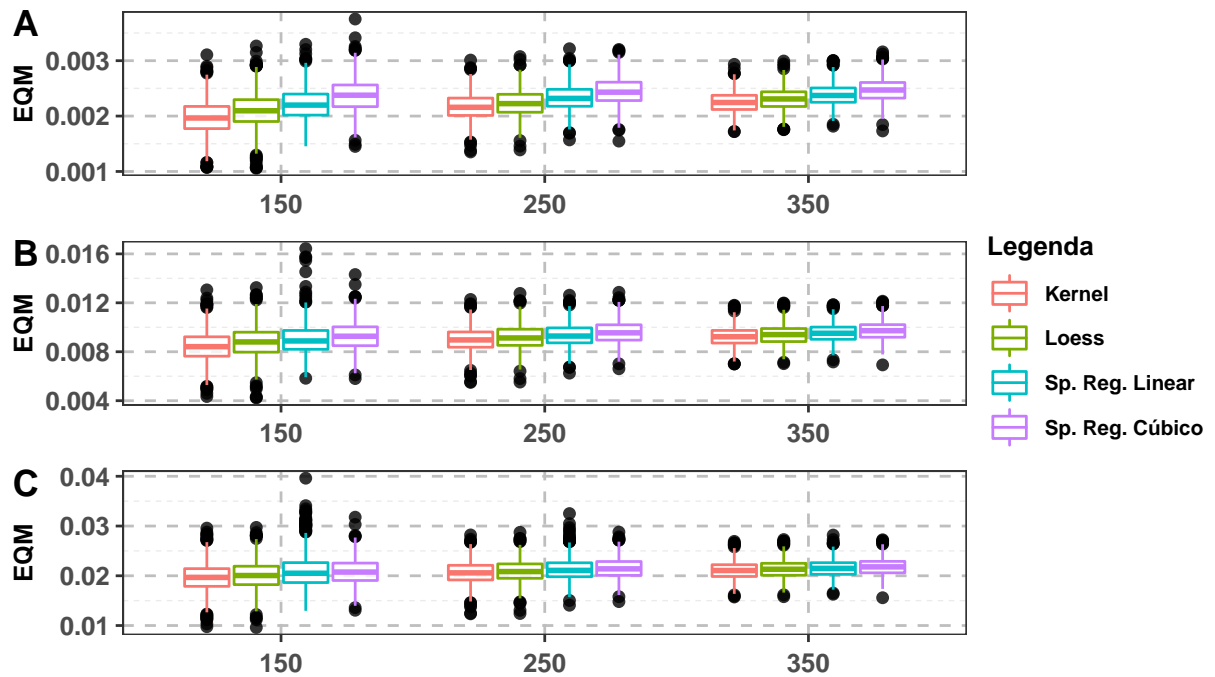 A
EQM
0.003
0.002
0.001
150 250 350
B
EQM
0.016
0.012
0.008
0.004
150 250 350
C
EQM
0.04
0.03
0.02
0.01
150 250 350
Legenda
Kernel
Loess
Sp. Reg. Linear
Sp. Reg. Cúbico